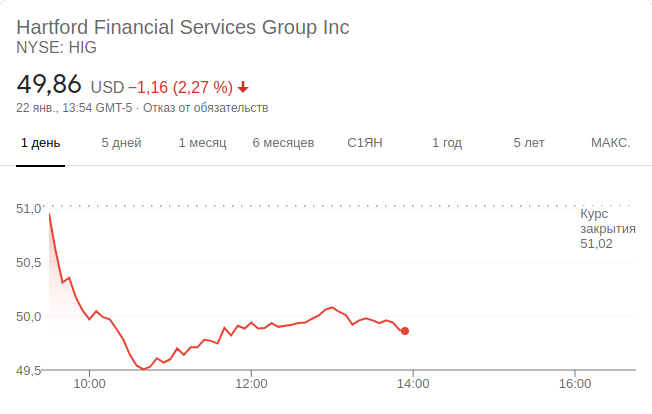 Hartford Financial Services Group Inc
NYSE: HIG
49,86 USD −1,16 (2,27 %)
22 янв., 13:54 GMT-5 · Отказ от обязательств
1 день 5 дней 1 месяц 6 месяцев С1ЯН 1 год 5 лет МАКС.
51,0
Курс
закрытия
51,02
50,5
50,0
49,5
10:00 12:00 14:00 16:00